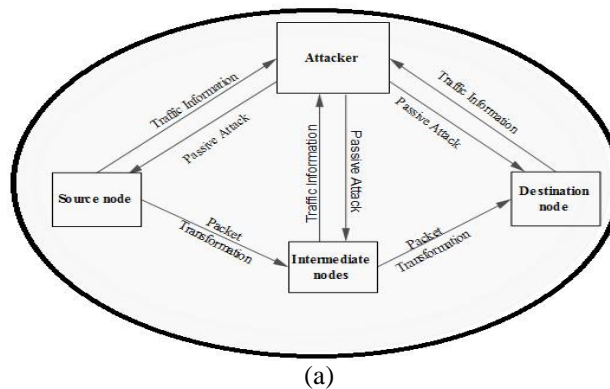 Attacker
Traffic Information
Passive Attack
Traffic Information
Passive Attack
Passive Attack
Traffic Information
Source node
Destination
node
Packet
Transformation
Intermediate
nodes
Packet
Transformation
(a)